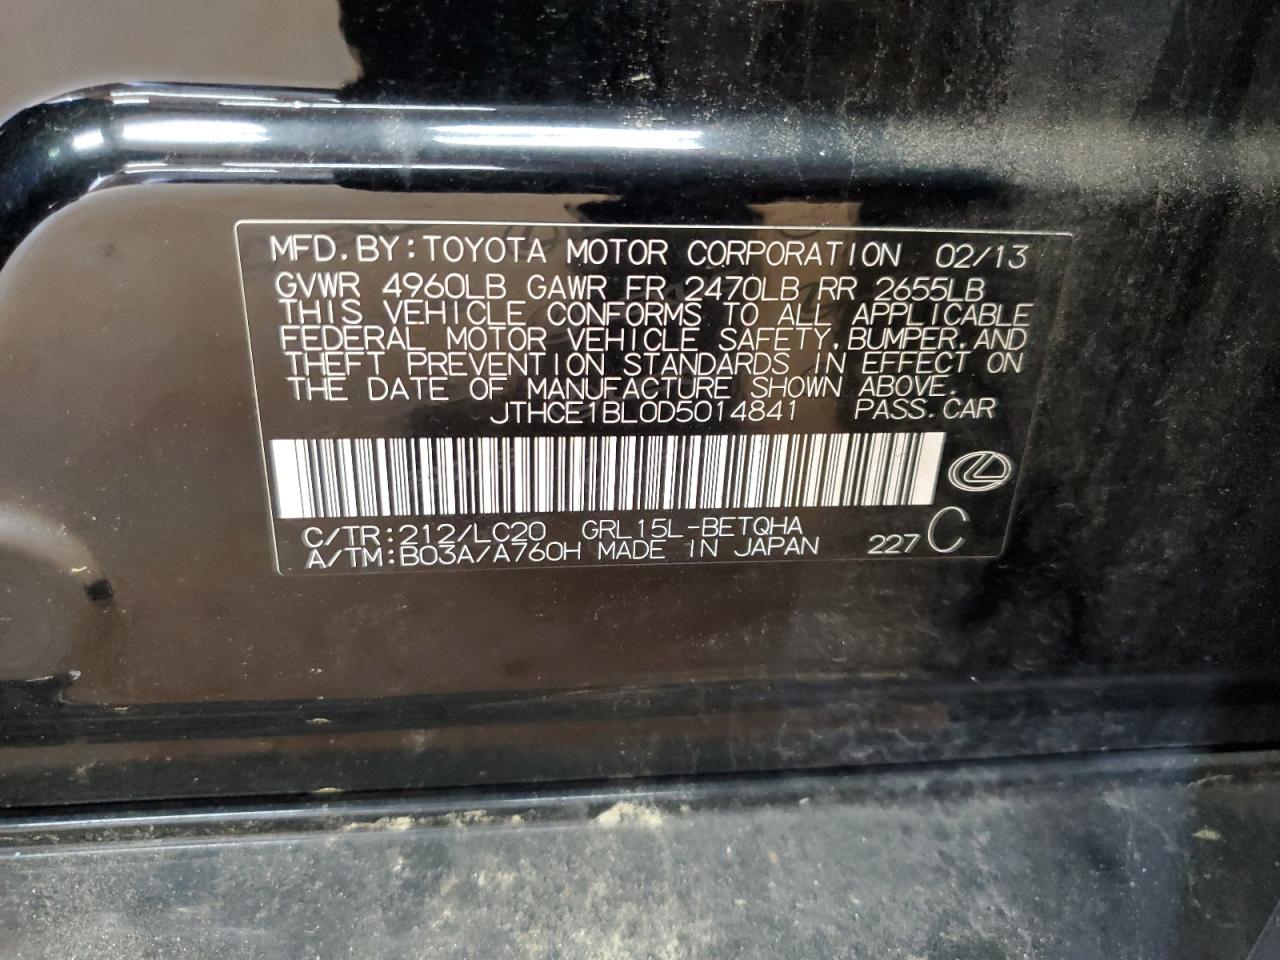 MFD.BY:TOYOTA MOTOR CORPORATION 02/13
GVWR 4960LB GAWR FR 2470LB RR 2655LB
THIS VEHICLE CONFORMS TO ALL APPLICABLE
FEDERAL MOTOR VEHICLE SAFETY,BUMPER,AND
THEFT PREVENTION STANDARDS IN EFFECT ON
THE DATE OF MANUFACTURE SHOWN ABOVE.
JTHCE1BL0D5014841 PASS.CAR
C/TR:212/LC20 GRL15L-BETQHA
A/TM:B03A/A760H MADE IN JAPAN 227 C